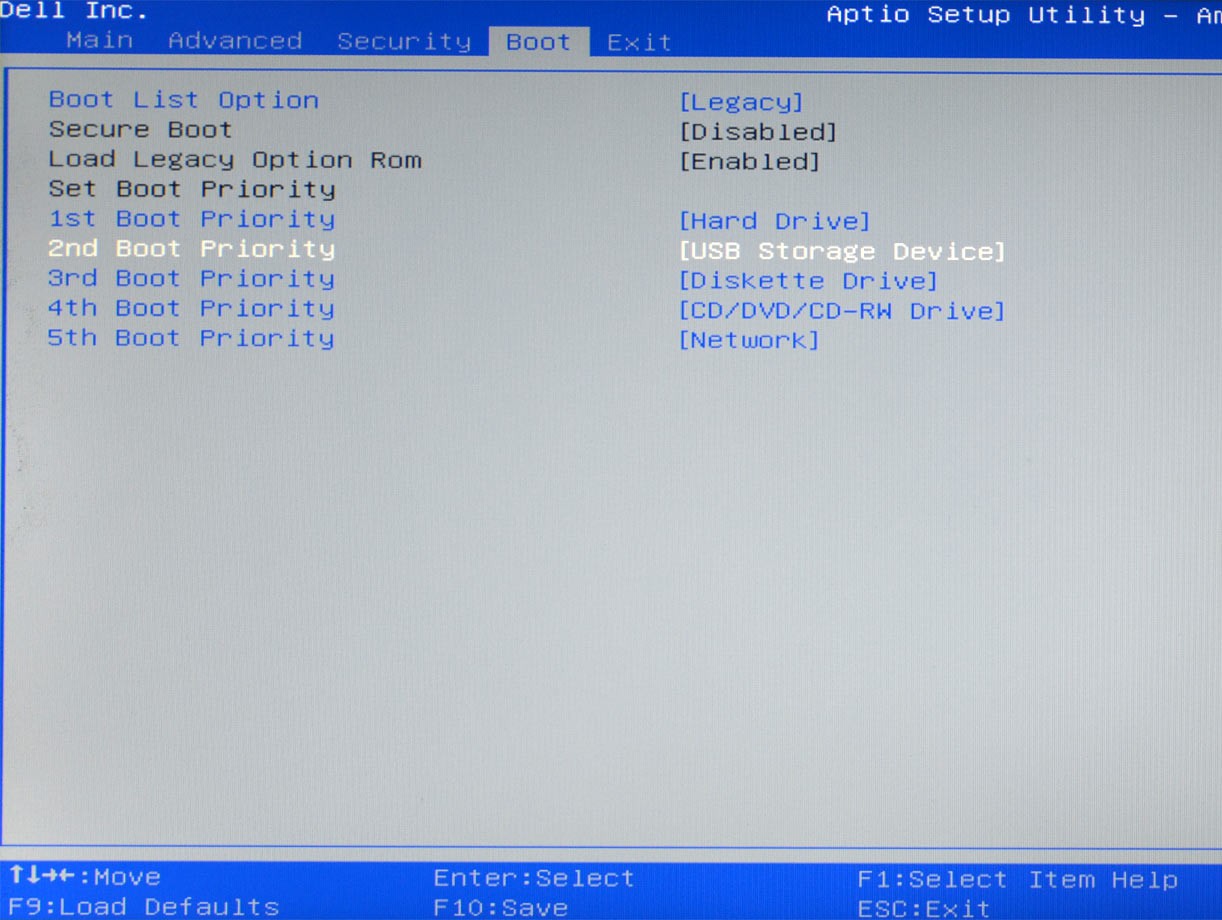 Dell Inc. Aptio Setup Utility -
Main Advanced Security Boot Exit
Boot List Option [Legacy]
Secure Boot [Disabled]
Load Legacy Option Rom [Enabled]
Set Boot Priority
1st Boot Priority [Hard Drive]
2nd Boot Priority [USB Storage Device]
3rd Boot Priority [Diskette Drive]
4th Boot Priority [CD/DVD/CD-RW Drive]
5th Boot Priority [Network]
↑↓→←:Move Enter:Select F1:Select Item Help
F9:Load Defaults F10:Save ESC:Exit